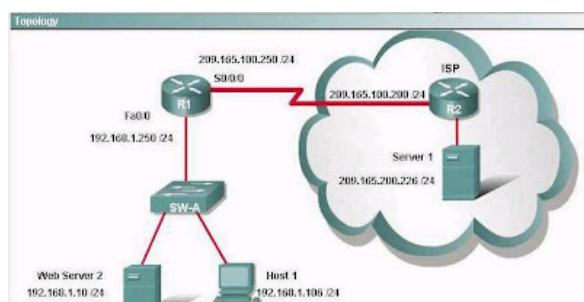 Topology
209.165.100.250 /24
S0/0/0
ISP
R1
209.165.100.200 /24
R2
Fa0/0
192.168.1.250 /24
Server 1
209.165.200.226 /24
SW-A
Web Server 2
Host 1
192.168.1.10 /24
192.168.1.106 /24